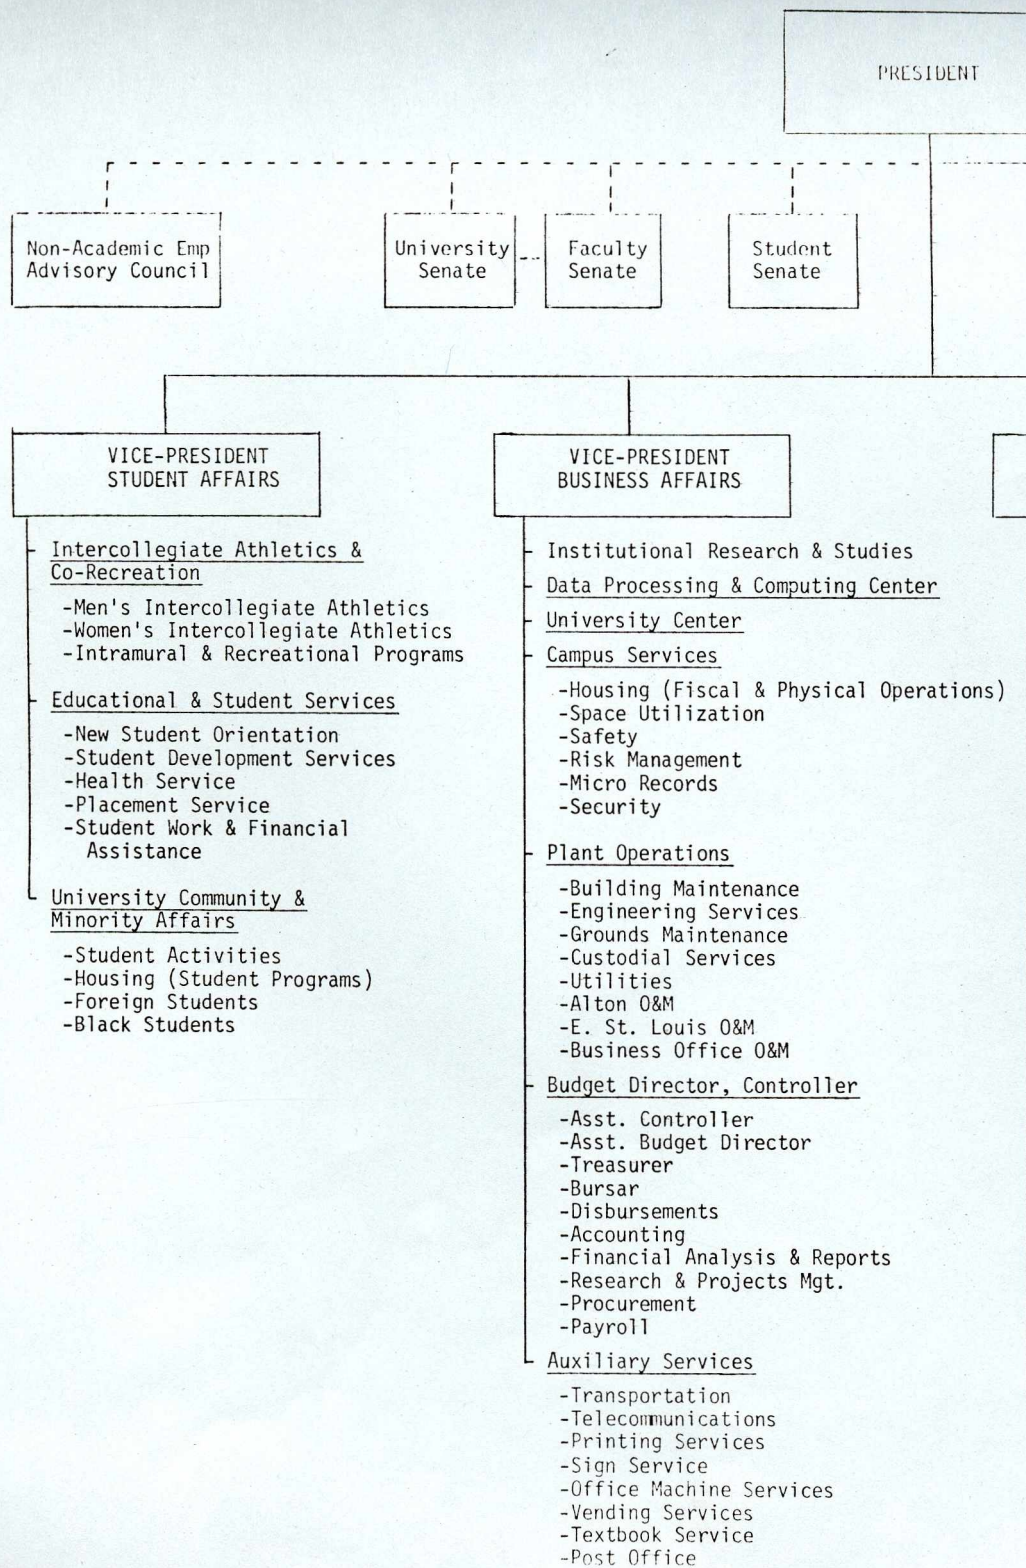 PRESIDENT
Non-Academic Emp
Advisory Council
University
Senate
Faculty
Senate
Student
Senate
VICE-PRESIDENT
STUDENT AFFAIRS
Intercollegiate Athletics &
Co-Recreation
-Men's Intercollegiate Athletics
-Women's Intercollegiate Athletics
-Intramural & Recreational Programs
Educational & Student Services
-New Student Orientation
-Student Development Services
-Health Service
-Placement Service
-Student Work & Financial
Assistance
University Community &
Minority Affairs
-Student Activities
-Housing (Student Programs)
-Foreign Students
-Black Students
VICE-PRESIDENT
BUSINESS AFFAIRS
Institutional Research & Studies
Data Processing & Computing Center
University Center
Campus Services
-Housing (Fiscal & Physical Operations)
-Space Utilization
-Safety
-Risk Management
-Micro Records
-Security
Plant Operations
-Building Maintenance
-Engineering Services
-Grounds Maintenance
-Custodial Services
-Utilities
-Alton O&M
-E. St. Louis O&M
-Business Office O&M
Budget Director, Controller
-Asst. Controller
-Asst. Budget Director
-Treasurer
-Bursar
-Disbursements
-Accounting
-Financial Analysis & Reports
-Research & Projects Mgt.
-Procurement
-Payroll
Auxiliary Services
-Transportation
-Telecommunications
-Printing Services
-Sign Service
-Office Machine Services
-Vending Services
-Textbook Service
-Post Office